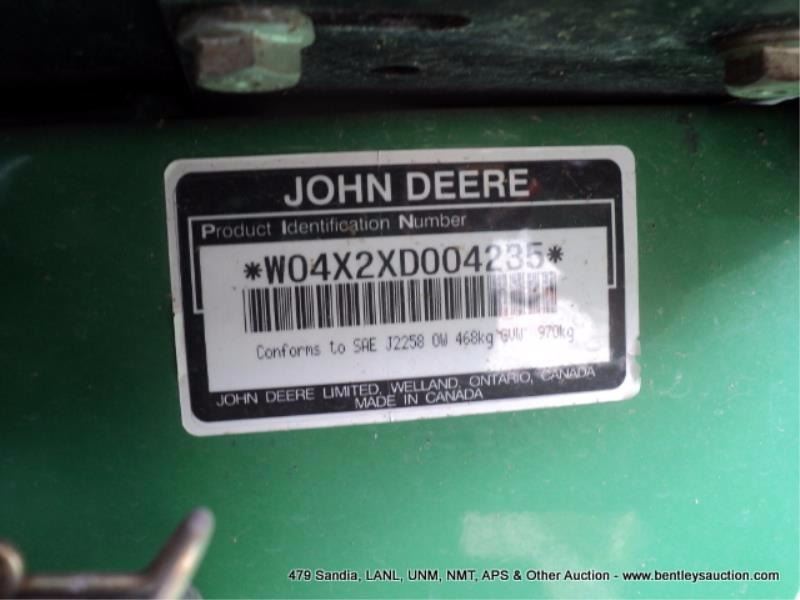 JOHN DEERE
Product Identification Number
*W04X2XD004235*
Conforms to SAE J2258 OW 468kg GVW 970kg
JOHN DEERE LIMITED, WELLAND, ONTARIO, CANADA
MADE IN CANADA
479 Sandia, LANL, UNM, NMT, APS & Other Auction - www.bentleysauction.com